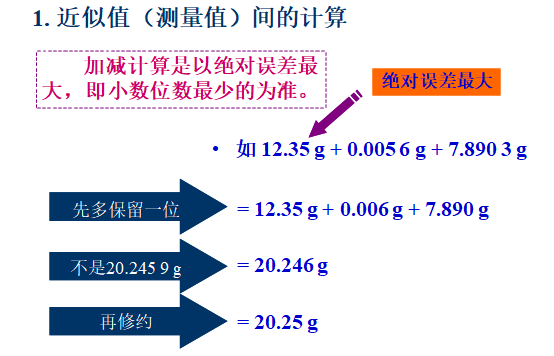 1. 近似值（测量值）间的计算
加减计算是以绝对误差最
大，即小数位数最少的为准。
绝对误差最大
• 如 12.35 g + 0.005 6 g + 7.890 3 g
先多保留一位
= 12.35 g + 0.006 g + 7.890 g
不是20.245 9 g
= 20.246 g
再修约
= 20.25 g